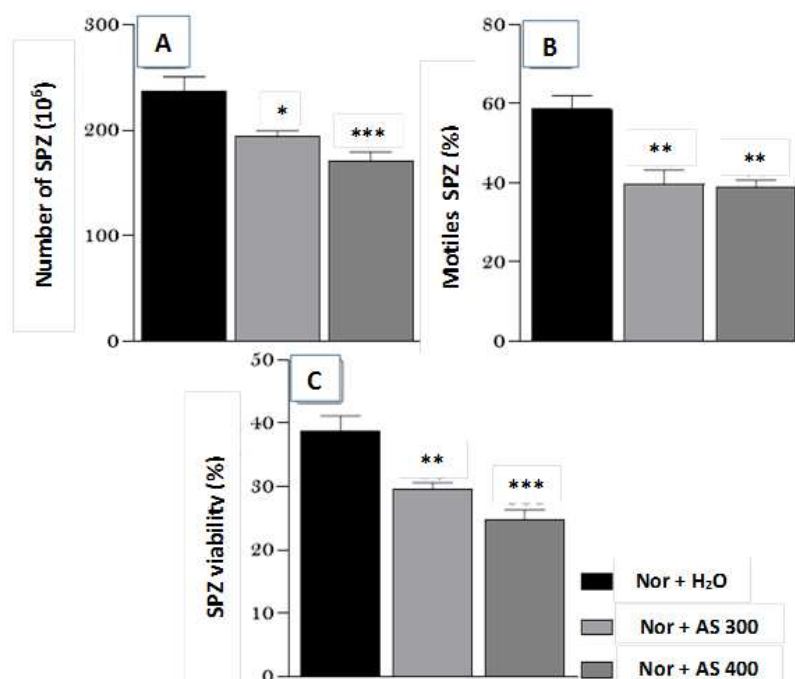 A
Number of SPZ (10⁶)
300
200
100
0
*
***
B
Motiles SPZ (%)
80
60
40
20
0
**
**
C
SPZ viability (%)
50
40
30
20
10
0
**
***
Nor + H₂O
Nor + AS 300
Nor + AS 400